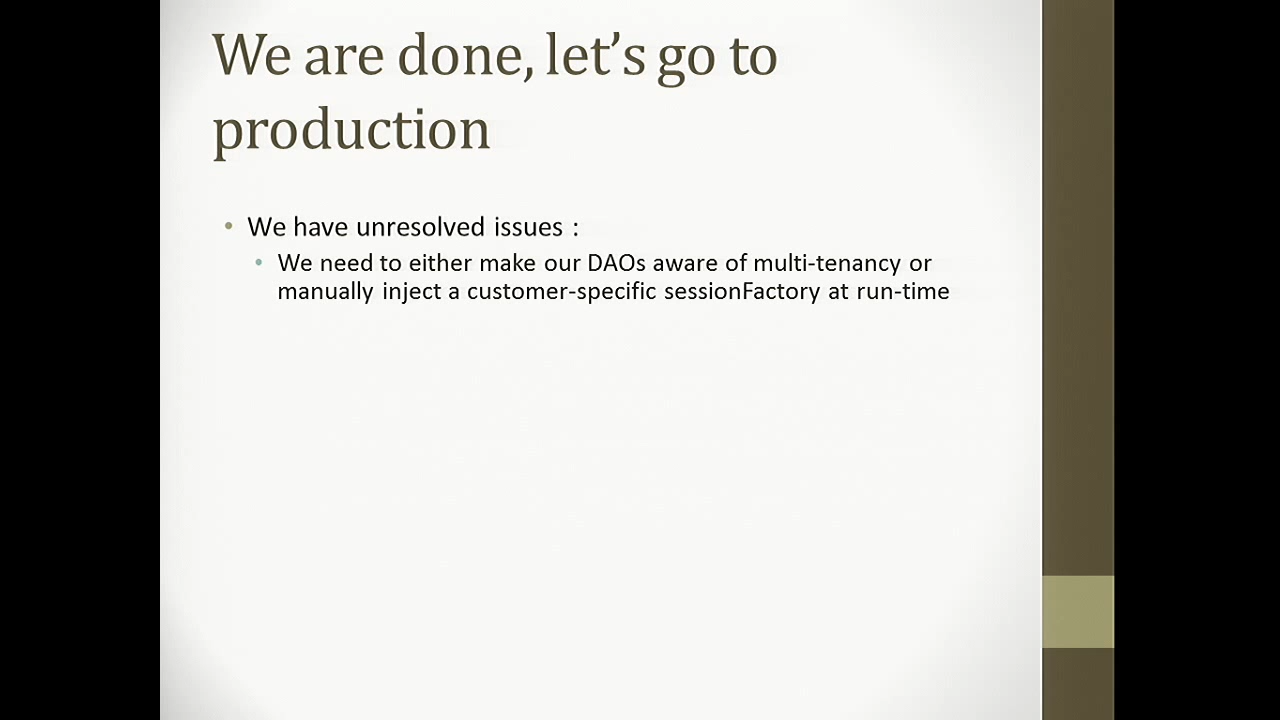 We are done, let’s go to
production
• We have unresolved issues :
• We need to either make our DAOs aware of multi-tenancy or
manually inject a customer-specific sessionFactory at run-time